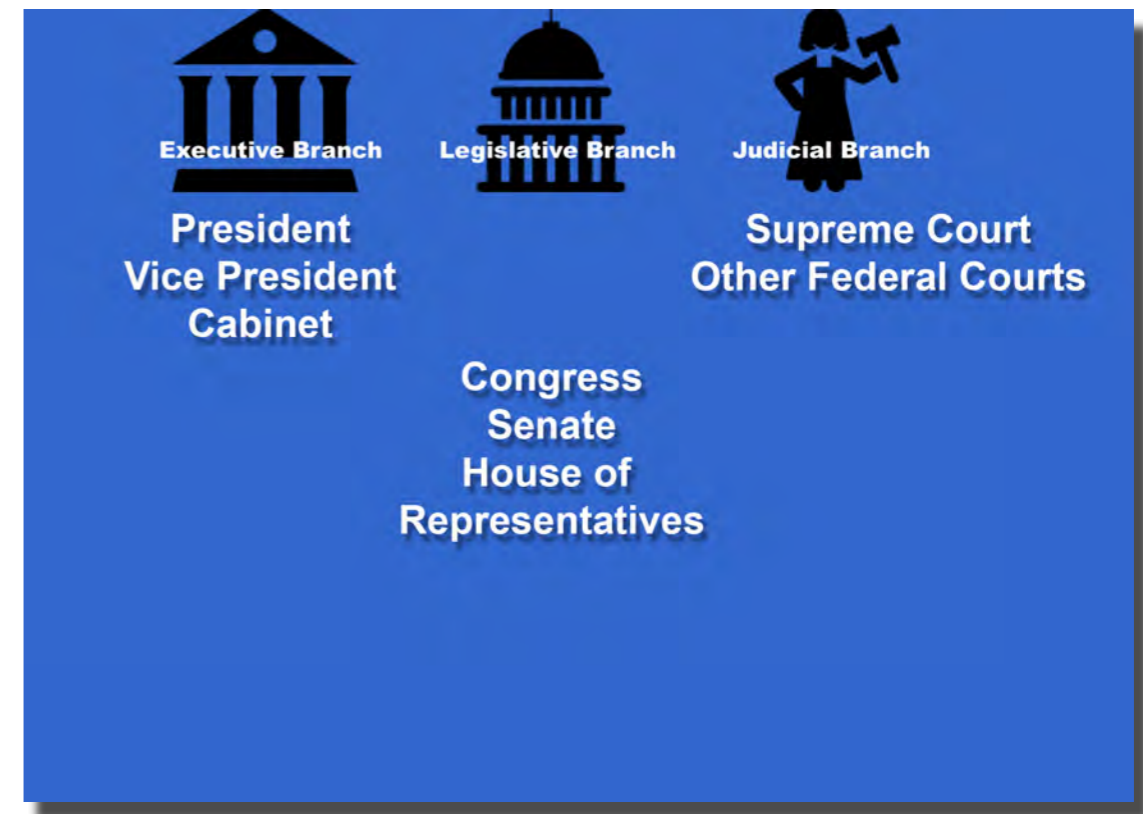 Executive Branch
Legislative Branch
Judicial Branch
President
Vice President
Cabinet
Congress
Senate
House of
Representatives
Supreme Court
Other Federal Courts